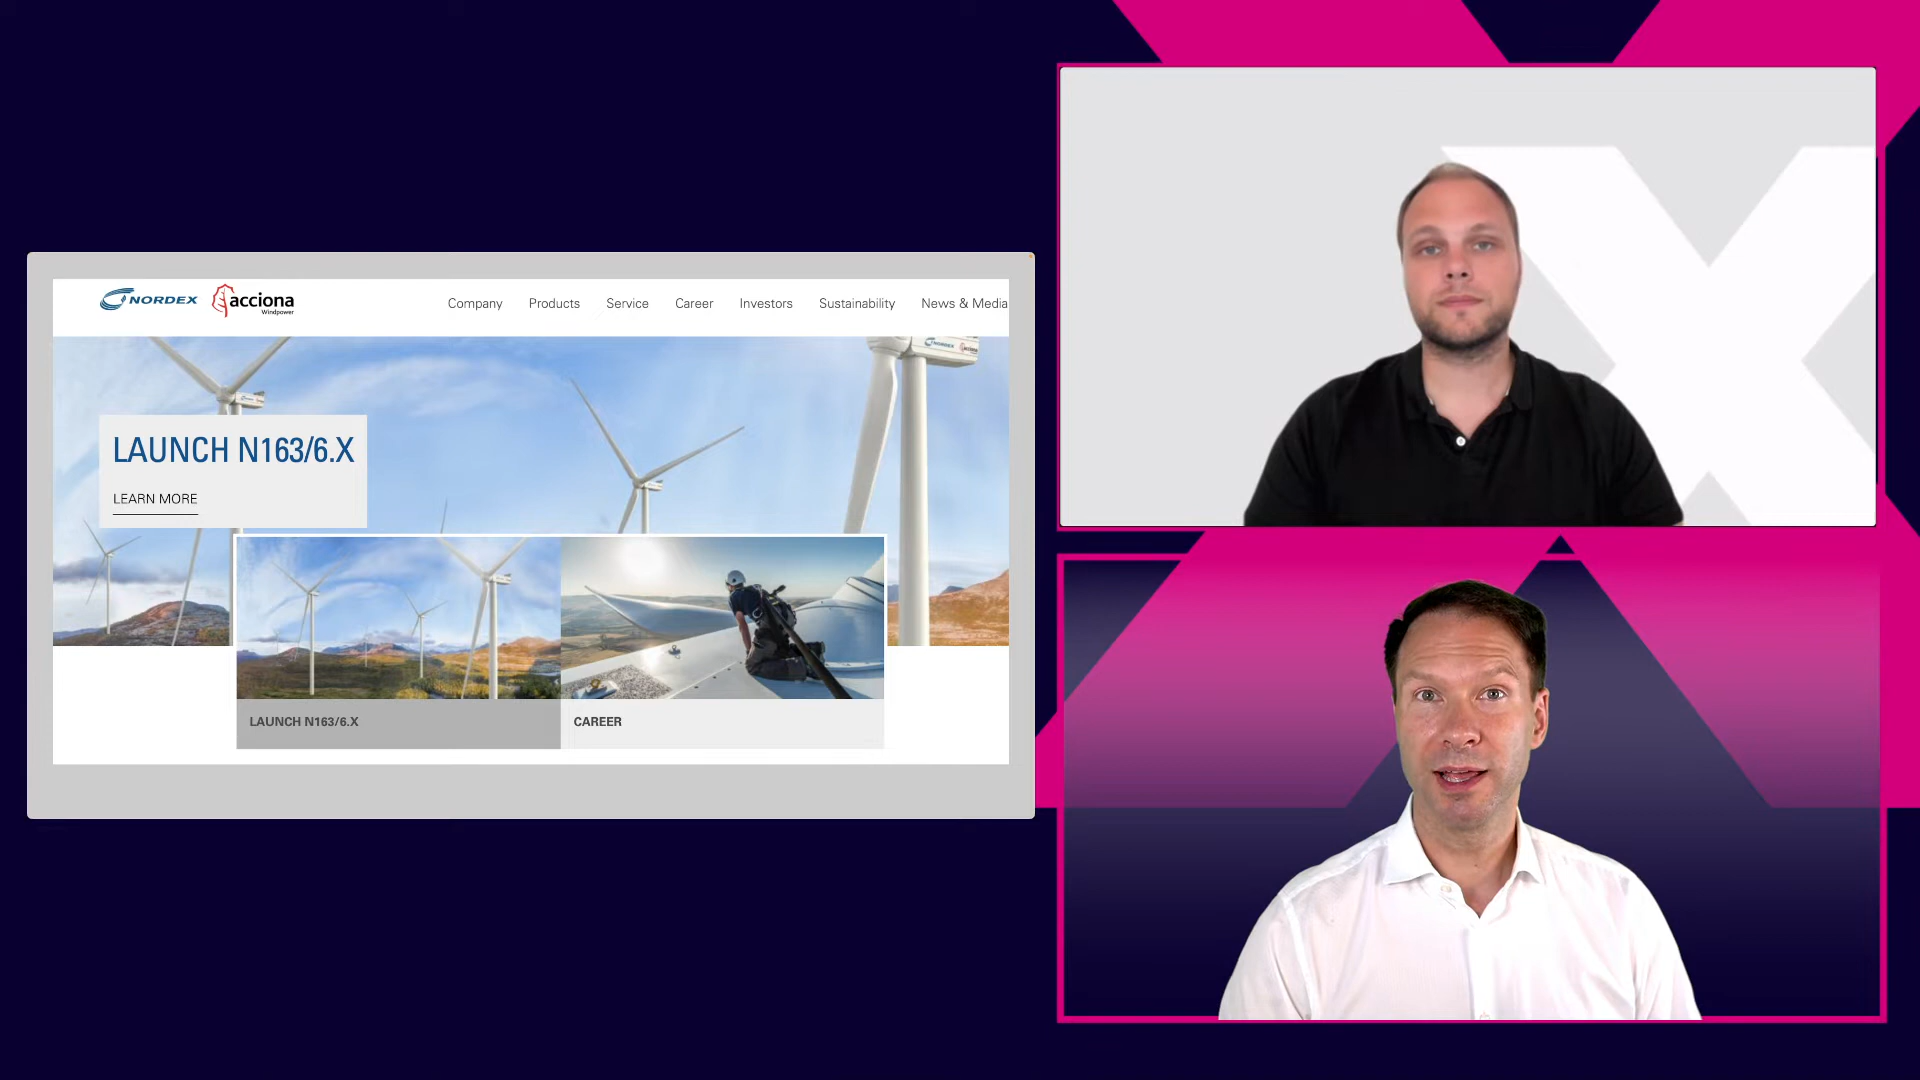 NORDEX acciona
Windpower
Company Products Service Career Investors Sustainability News & Media
LAUNCH N163/6.X
LEARN MORE
LAUNCH N163/6.X CAREER